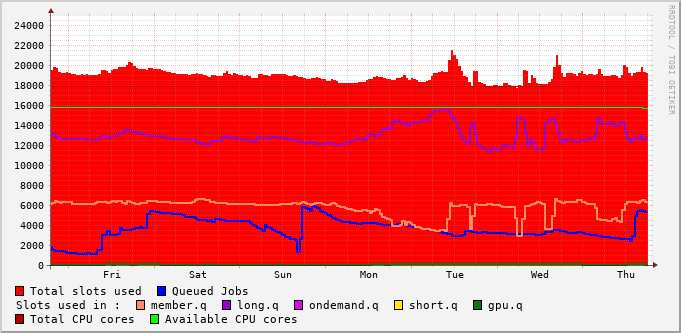 24000
22000
20000
18000
16000
14000
12000
10000
8000
6000
4000
2000
0
Fri Sat Sun Mon Tue Wed Thu
Total slots used Queued Jobs
Slots used in : member.q long.q ondemand.q short.q gpu.q
Total CPU cores Available CPU cores
RRDTOOL / TOBI OETIKER